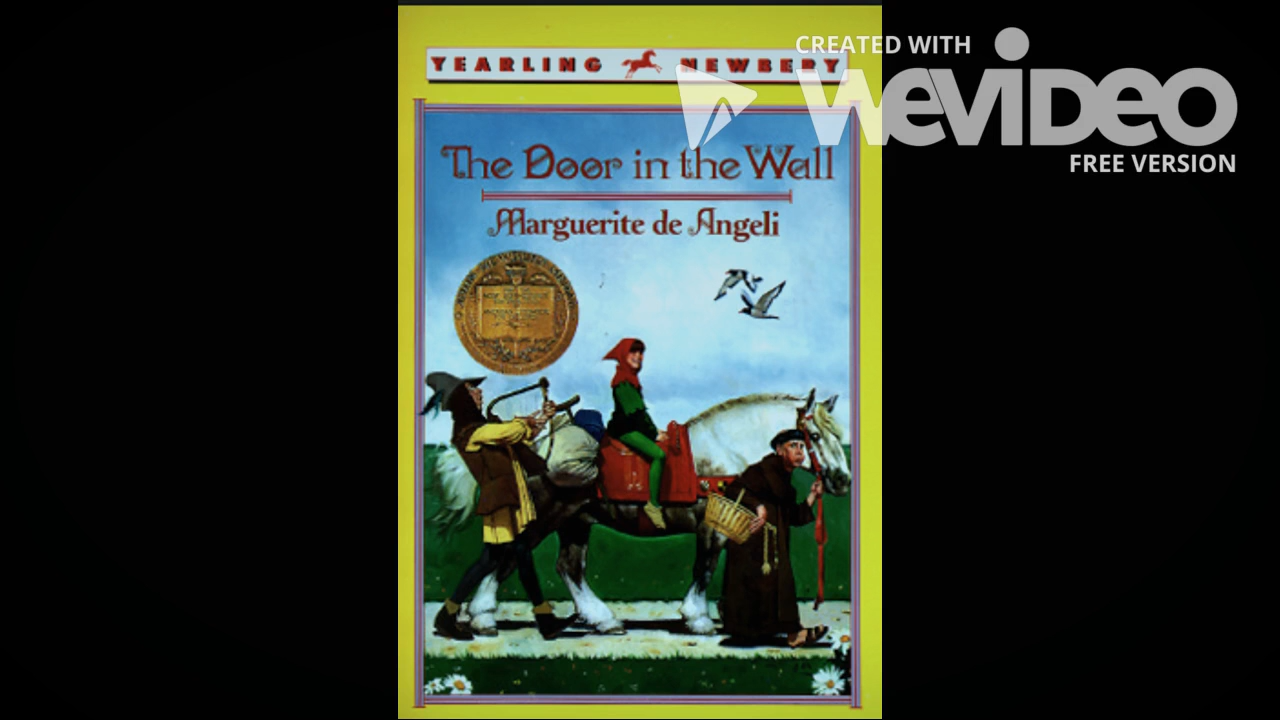 CREATED WITH
WEVIDEO
FREE VERSION
YEARLING NEWBERY
The Door in the Wall
Marguerite de Angeli